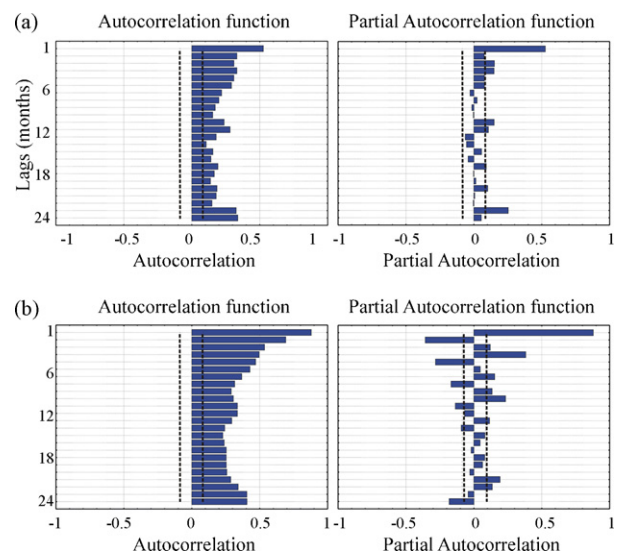 (a)
Autocorrelation function
Partial Autocorrelation function
Lags (months)
1
6
12
18
24
-1 -0.5 0 0.5 1
-1 -0.5 0 0.5 1
Autocorrelation
Partial Autocorrelation
(b)
Autocorrelation function
Partial Autocorrelation function
1
6
12
18
24
-1 -0.5 0 0.5 1
-1 -0.5 0 0.5 1
Autocorrelation
Partial Autocorrelation